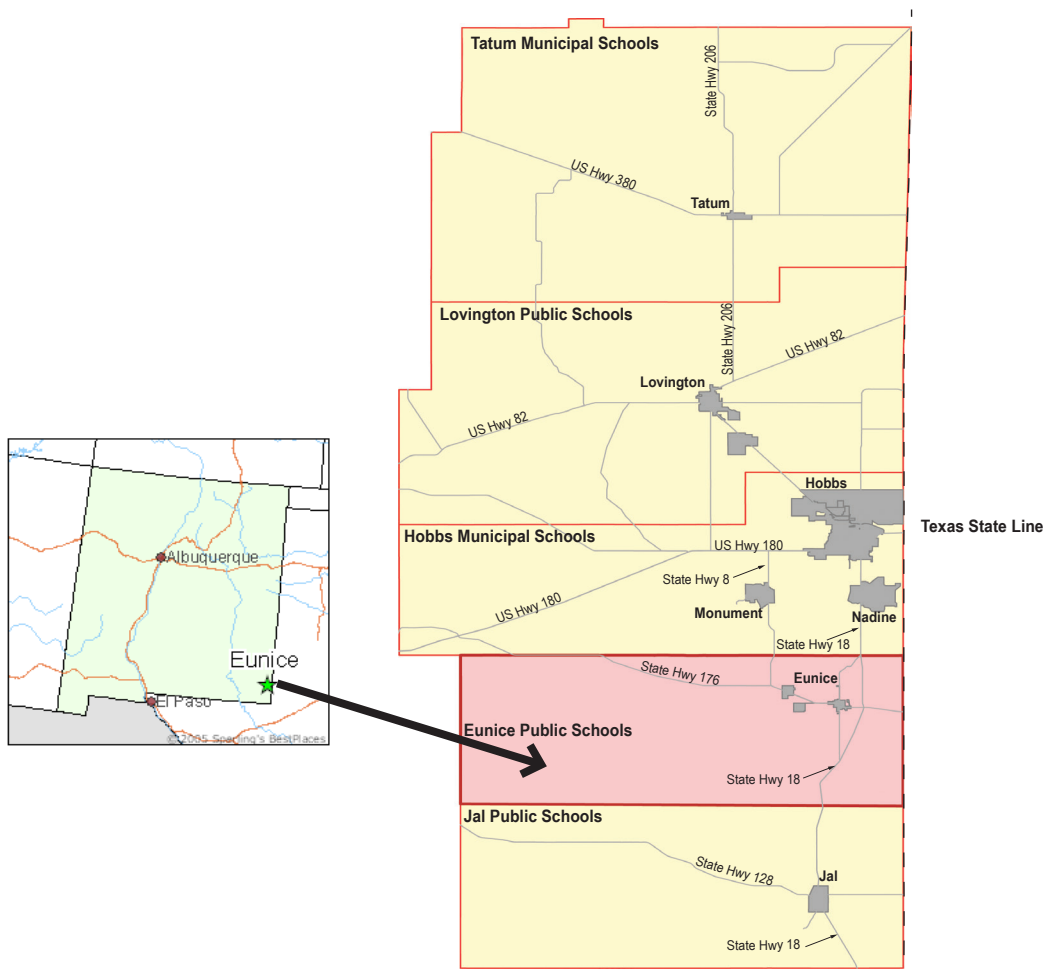 Tatum Municipal Schools
State Hwy 206
US Hwy 380
Tatum
Lovington Public Schools
State Hwy 206
US Hwy 82
Lovington
US Hwy 82
Hobbs
Texas State Line
Hobbs Municipal Schools
US Hwy 180
State Hwy 8
US Hwy 180
Monument
Nadine
State Hwy 18
State Hwy 176
Eunice
Eunice Public Schools
State Hwy 18
Jal Public Schools
State Hwy 128
Jal
State Hwy 18
Albuquerque
Eunice
El Paso
© 2005 Sperling's BestPlaces